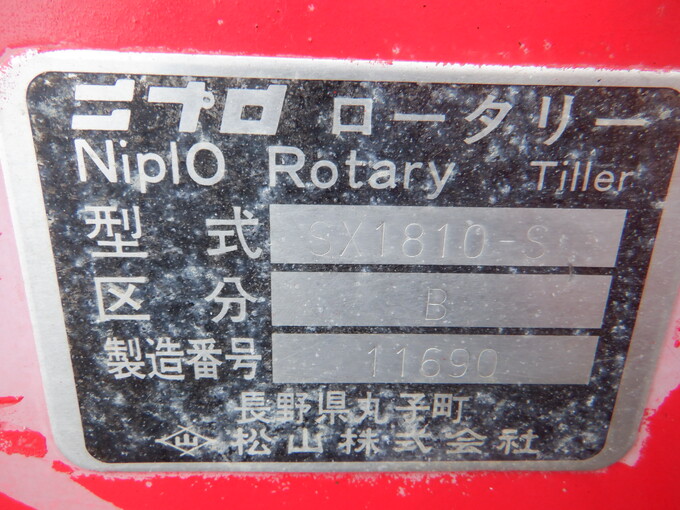 ニプロ ロータリー
NiplO Rotary Tiller
型式 SX1810-S
区分 B
製造番号 11690
長野県丸子町
松山株式会社